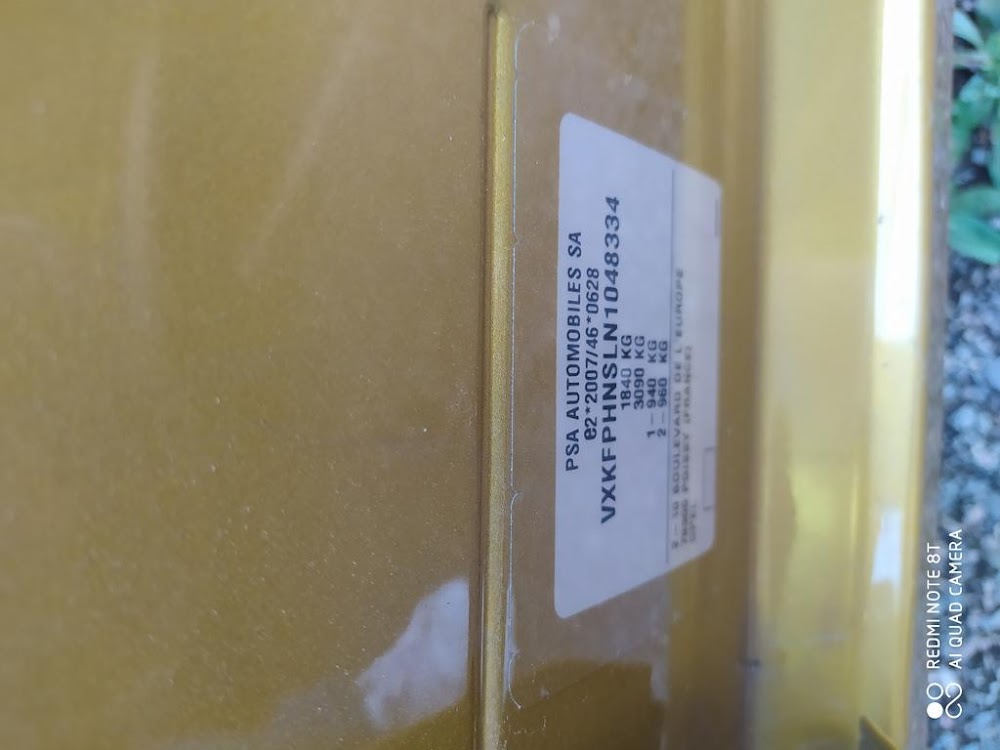 PSA AUTOMOBILES SA
e2*2007/46*0628
VXKFPHNSLN1048334
1840 KG
3090 KG
1 – 940 KG
2 – 960 KG
2 – 10 BOULEVARD DE L EUROPE
78300 POISSY (FRANCE)
REDMI NOTE 8T
AI QUAD CAMERA